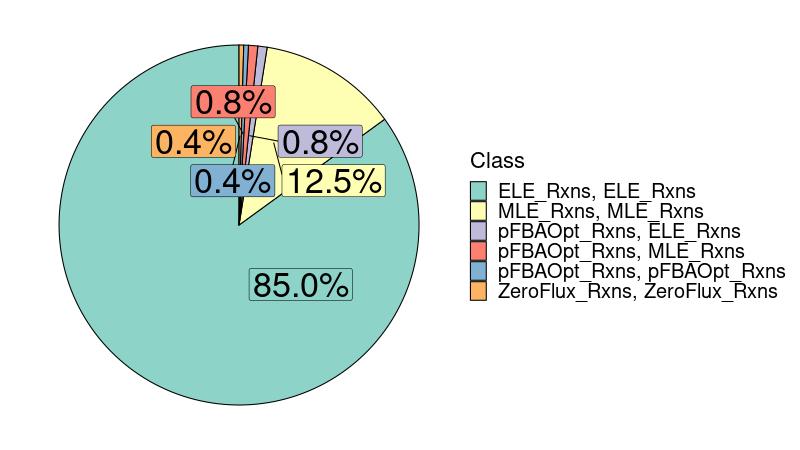 0.8%
0.4%
0.8%
0.4%
12.5%
85.0%
Class
ELE_Rxns, ELE_Rxns
MLE_Rxns, MLE_Rxns
pFBAOpt_Rxns, ELE_Rxns
pFBAOpt_Rxns, MLE_Rxns
pFBAOpt_Rxns, pFBAOpt_Rxns
ZeroFlux_Rxns, ZeroFlux_Rxns